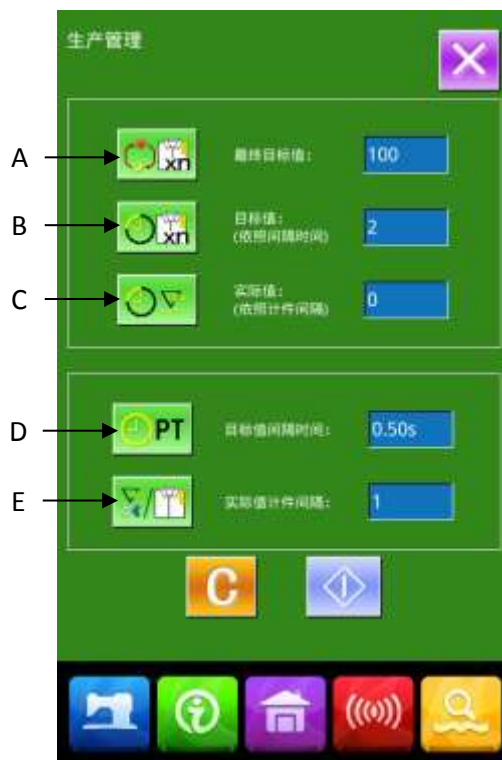 生产管理
A
xn
最终目标值:
100
B
xn
目标值:
(依照间隔时间)
2
C
实际值:
(依照计件间隔)
0
D
PT
目标值间隔时间:
0.50s
E
实际值计件间隔:
1
C